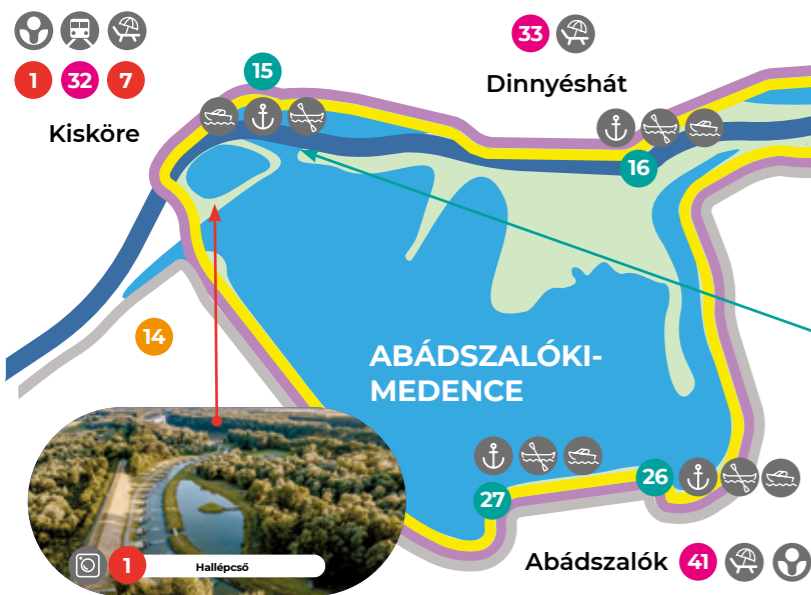 33
1 32 7
15
Dinnyéshát
Kisköre
16
14
ABÁDSZALÓKI-
MEDENCE
26
27
1 Hallépcső
Abádszalók 41